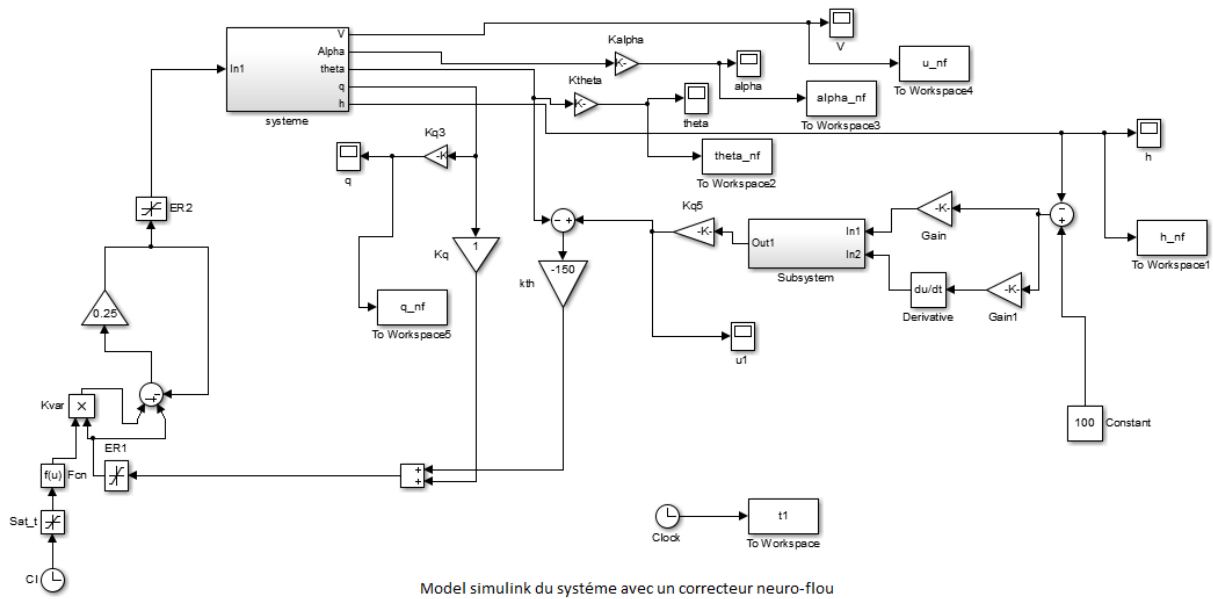 V
Alpha
theta
q
h
In1
systeme
Kalpha
K-
alpha
V
u_nf
To Workspace4
Ktheta
K-
theta
alpha_nf
To Workspace3
theta_nf
To Workspace2
h
h_nf
To Workspace1
Kq3
-K
q
ER2
Kq
1
kth
-150
- +
Kq5
-K-
Out1
In1
In2
Subsystem
-K-
Gain
-
+
du/dt
Derivative
-K-
Gain1
0.25
q_nf
To Workspace5
u1
100
Constant
Kvar
×
ER1
f(u)
Fcn
+
+
Sat_t
Cl
Clock
t1
To Workspace
Model simulink du systéme avec un correcteur neuro-flou